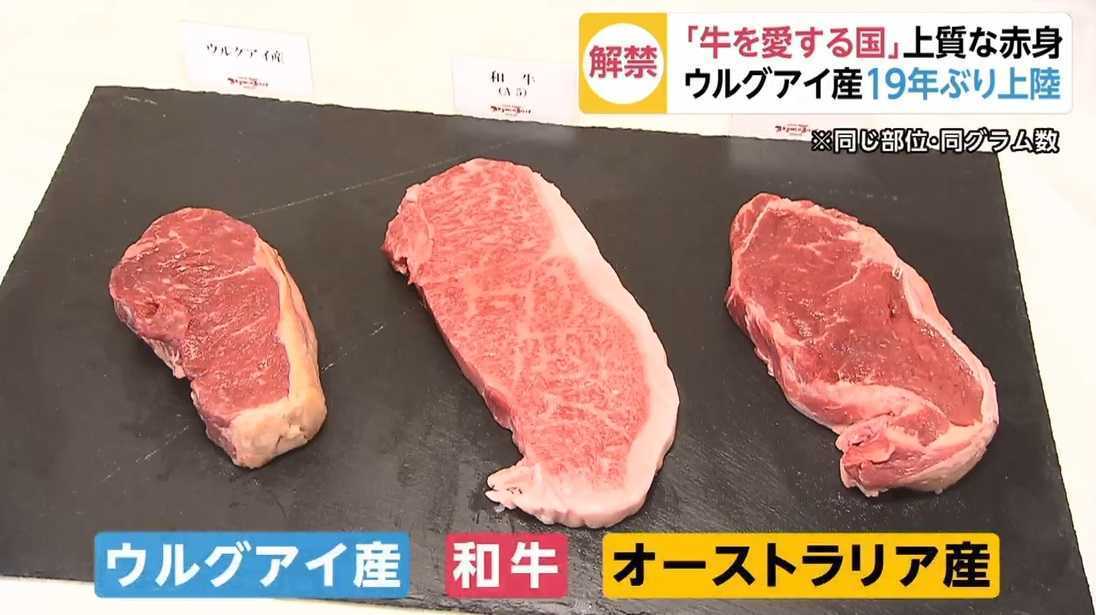 ウルグアイ産
和牛
(A5)
解禁
「牛を愛する国」上質な赤身
ウルグアイ産19年ぶり上陸
※同じ部位・同グラム数
ウルグアイ産
和牛
オーストラリア産